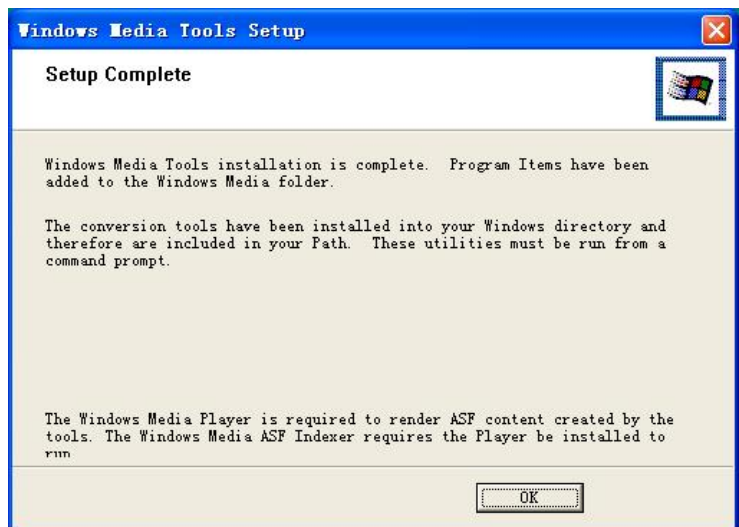 Windows Media Tools Setup
Setup Complete
Windows Media Tools installation is complete.  Program Items have been
added to the Windows Media folder.
The conversion tools have been installed into your Windows directory and
therefore are included in your Path.  These utilities must be run from a
command prompt.
The Windows Media Player is required to render ASF content created by the
tools. The Windows Media ASF Indexer requires the Player be installed to
run
OK